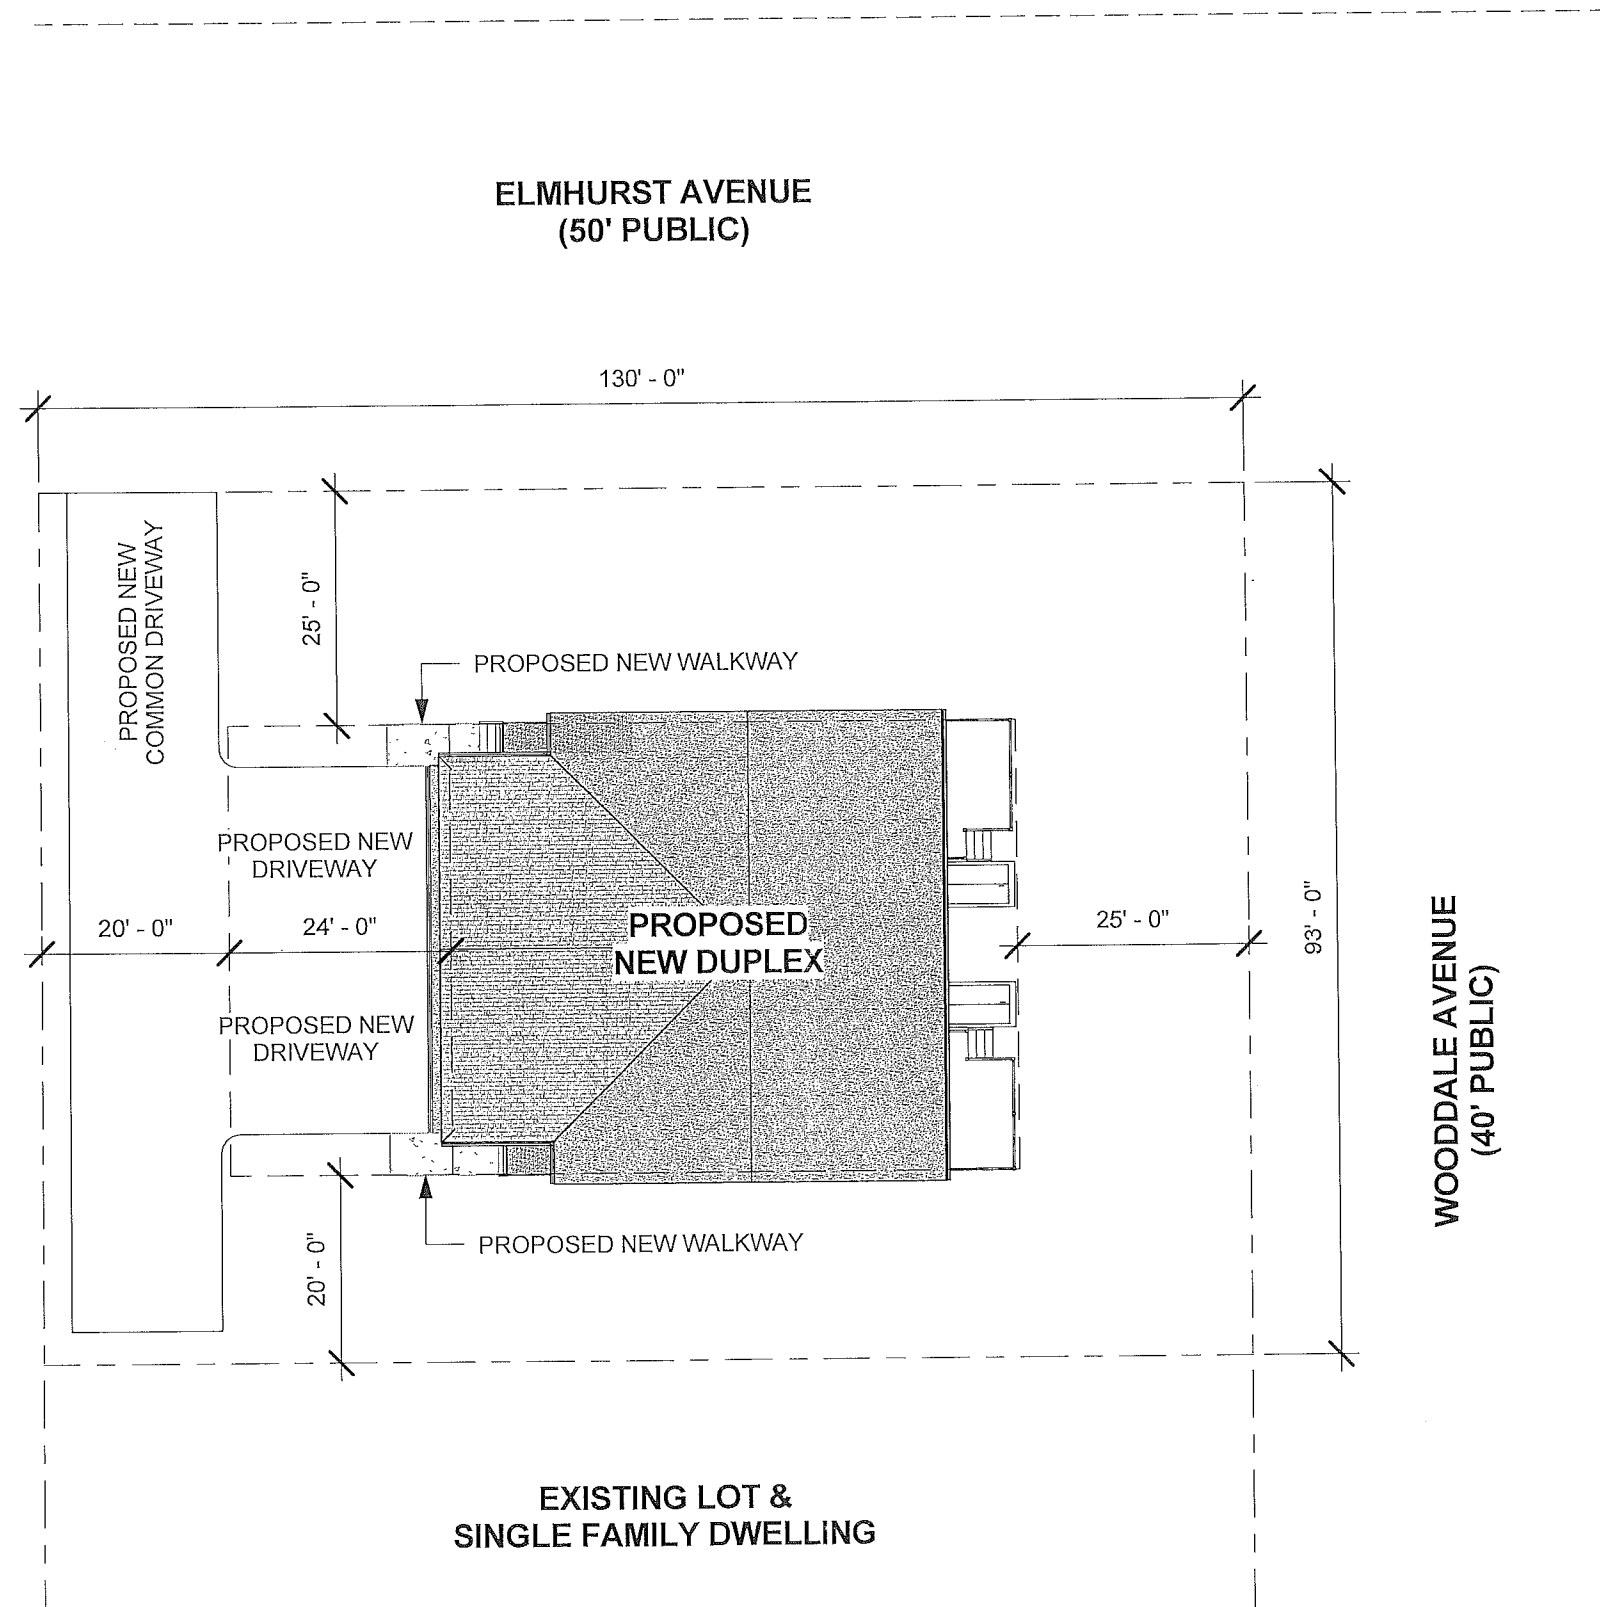 ELMHURST AVENUE
(50' PUBLIC)
130' - 0"
PROPOSED NEW
COMMON DRIVEWAY
25' - 0"
PROPOSED NEW WALKWAY
PROPOSED NEW
DRIVEWAY
20' - 0"
24' - 0"
PROPOSED
NEW DUPLEX
25' - 0"
93' - 0"
WOODDALE AVENUE
(40' PUBLIC)
PROPOSED NEW
DRIVEWAY
20' - 0"
PROPOSED NEW WALKWAY
EXISTING LOT &
SINGLE FAMILY DWELLING